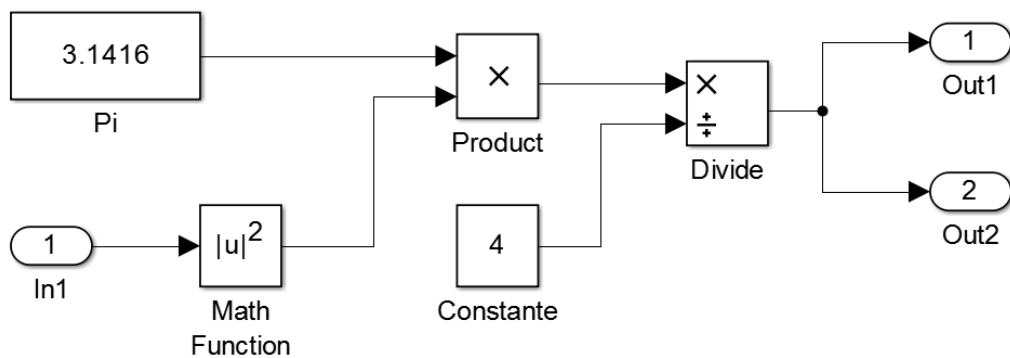 3.1416
Pi
×
Product
×
÷
Divide
1
Out1
2
Out2
1
In1
|u|²
Math
Function
4
Constante